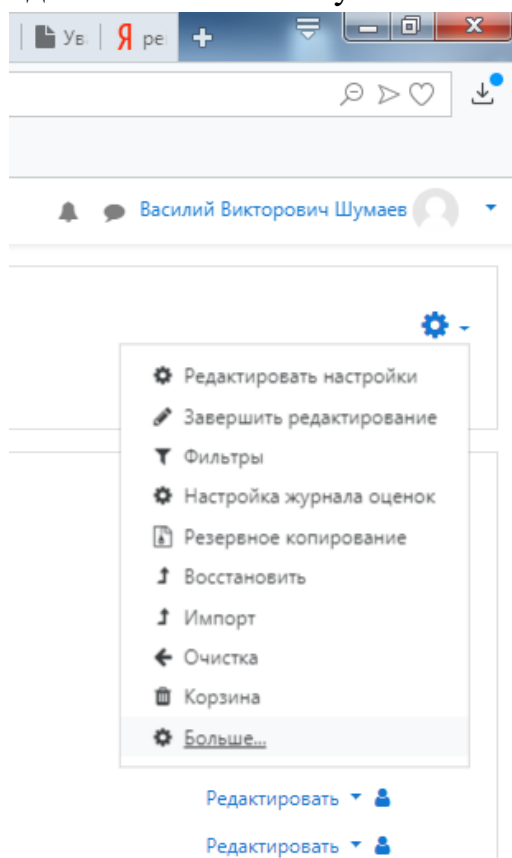 Ув
Я ре
Василий Викторович Шумаев
Редактировать настройки
Завершить редактирование
Фильтры
Настройка журнала оценок
Резервное копирование
Восстановить
Импорт
Очистка
Корзина
Больше...
Редактировать
Редактировать